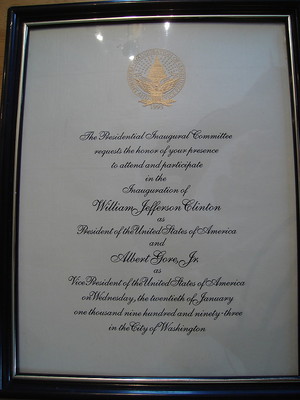 The Presidential Inaugural Committee
requests the honor of your presence
to attend and participate
in the
Inauguration of
William Jefferson Clinton
as
President of the United States of America
and
Albert Gore, Jr.
as
Vice President of the United States of America
on Wednesday, the twentieth of January
one thousand nine hundred and ninety-three
in the City of Washington